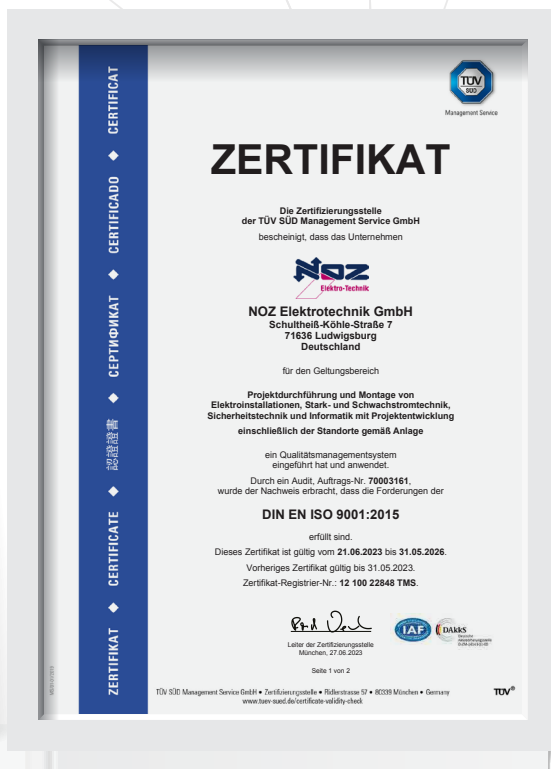 TÜV
SÜD
Management Service
ZERTIFIKAT ◆ CERTIFICATE ◆ 認證證書 ◆ СЕРТИФИКАТ ◆ CERTIFICADO ◆ CERTIFICAT
ZERTIFIKAT
Die Zertifizierungsstelle
der TÜV SÜD Management Service GmbH
bescheinigt, dass das Unternehmen
NOZ
Elektro-Technik
NOZ Elektrotechnik GmbH
Schultheiß-Köhle-Straße 7
71636 Ludwigsburg
Deutschland
für den Geltungsbereich
Projektdurchführung und Montage von
Elektroinstallationen, Stark- und Schwachstromtechnik,
Sicherheitstechnik und Informatik mit Projektentwicklung
einschließlich der Standorte gemäß Anlage
ein Qualitätsmanagementsystem
eingeführt hat und anwendet.
Durch ein Audit, Auftrags-Nr. 70003161,
wurde der Nachweis erbracht, dass die Forderungen der
DIN EN ISO 9001:2015
erfüllt sind.
Dieses Zertifikat ist gültig vom 21.06.2023 bis 31.05.2026.
Vorheriges Zertifikat gültig bis 31.05.2023.
Zertifikat-Registrier-Nr.: 12 100 22848 TMS.
Leiter der Zertifizierungsstelle
München, 27.06.2023
IAF
DAkkS
Deutsche
Akkreditierungsstelle
Seite 1 von 2
TÜV SÜD Management Service GmbH • Zertifizierungsstelle • Ridlerstrasse 57 • 80339 München • Germany
www.tuev-sued.de/certificate-validity-check
TÜV®